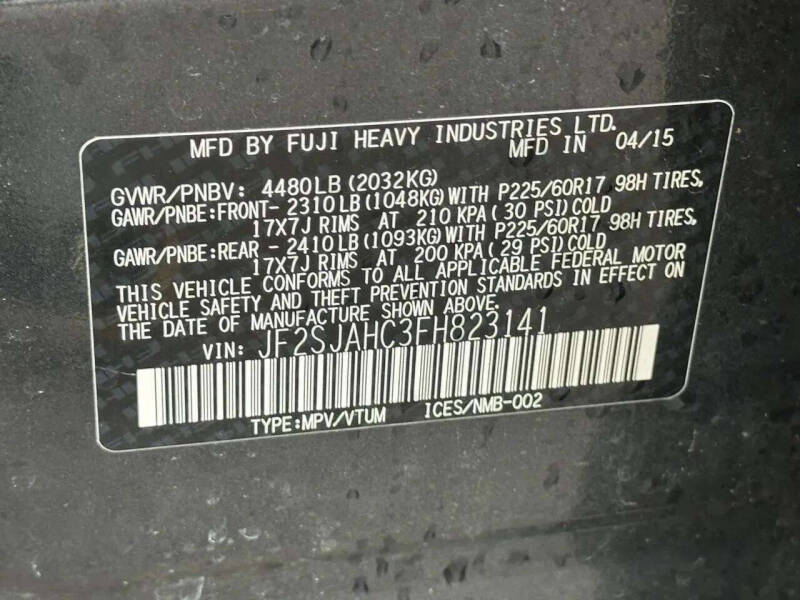 MFD BY FUJI HEAVY INDUSTRIES LTD.
MFD IN 04/15
GVWR/PNBV: 4480LB(2032KG)
GAWR/PNBE:FRONT- 2310LB(1048KG)WITH P225/60R17 98H TIRES,
17X7J RIMS AT 210 KPA( 30 PSI)COLD
GAWR/PNBE:REAR - 2410LB(1093KG)WITH P225/60R17 98H TIRES,
17X7J RIMS AT 200 KPA( 29 PSI)COLD
THIS VEHICLE CONFORMS TO ALL APPLICABLE FEDERAL MOTOR
VEHICLE SAFETY AND THEFT PREVENTION STANDARDS IN EFFECT ON
THE DATE OF MANUFACTURE SHOWN ABOVE.
VIN: JF2SJAHC3FH823141
TYPE:MPV/VTUM ICES/NMB-002